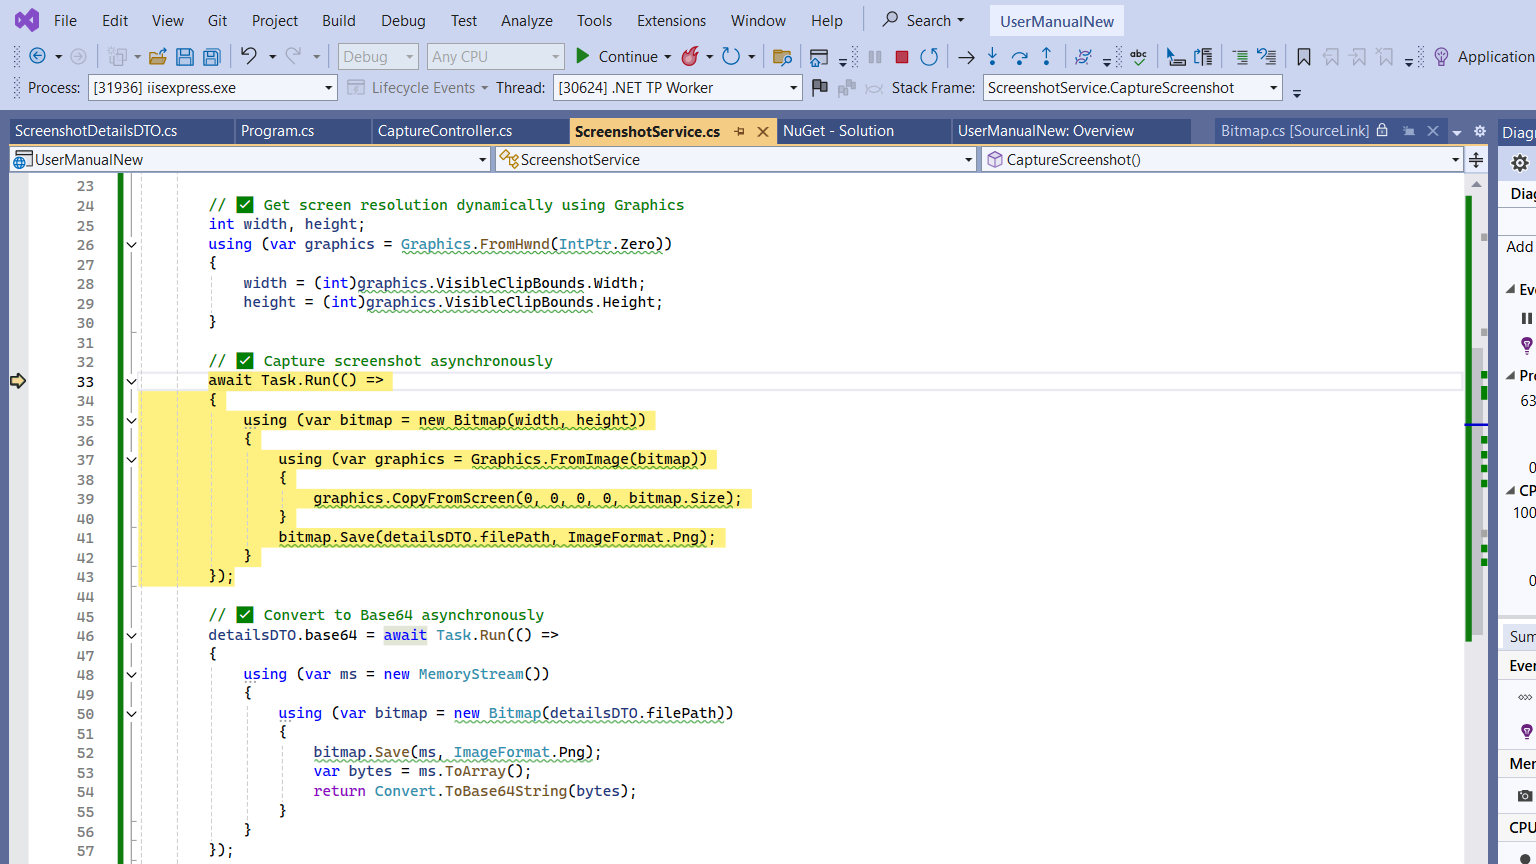 File Edit View Git Project Build Debug Test Analyze Tools Extensions Window Help Search UserManualNew
Debug Any CPU Continue Application
Process: [31936] iisexpress.exe Lifecycle Events Thread: [30624] .NET TP Worker Stack Frame: ScreenshotService.CaptureScreenshot
ScreenshotDetailsDTO.cs Program.cs CaptureController.cs ScreenshotService.cs NuGet - Solution UserManualNew: Overview Bitmap.cs [SourceLink] Diagn
UserManualNew ScreenshotService CaptureScreenshot()
23
24 // ✅ Get screen resolution dynamically using Graphics
25 int width, height;
26 using (var graphics = Graphics.FromHwnd(IntPtr.Zero))
27 {
28 width = (int)graphics.VisibleClipBounds.Width;
29 height = (int)graphics.VisibleClipBounds.Height;
30 }
31
32 // ✅ Capture screenshot asynchronously
33 await Task.Run(() =>
34 {
35 using (var bitmap = new Bitmap(width, height))
36 {
37 using (var graphics = Graphics.FromImage(bitmap))
38 {
39 graphics.CopyFromScreen(0, 0, 0, 0, bitmap.Size);
40 }
41 bitmap.Save(detailsDTO.filePath, ImageFormat.Png);
42 }
43 });
44
45 // ✅ Convert to Base64 asynchronously
46 detailsDTO.base64 = await Task.Run(() =>
47 {
48 using (var ms = new MemoryStream())
49 {
50 using (var bitmap = new Bitmap(detailsDTO.filePath))
51 {
52 bitmap.Save(ms, ImageFormat.Png);
53 var bytes = ms.ToArray();
54 return Convert.ToBase64String(bytes);
55 }
56 }
57 });
Diag
Add
Eve
Pro
63
0
CP
100
0
Sum
Ever
Mem
CPU